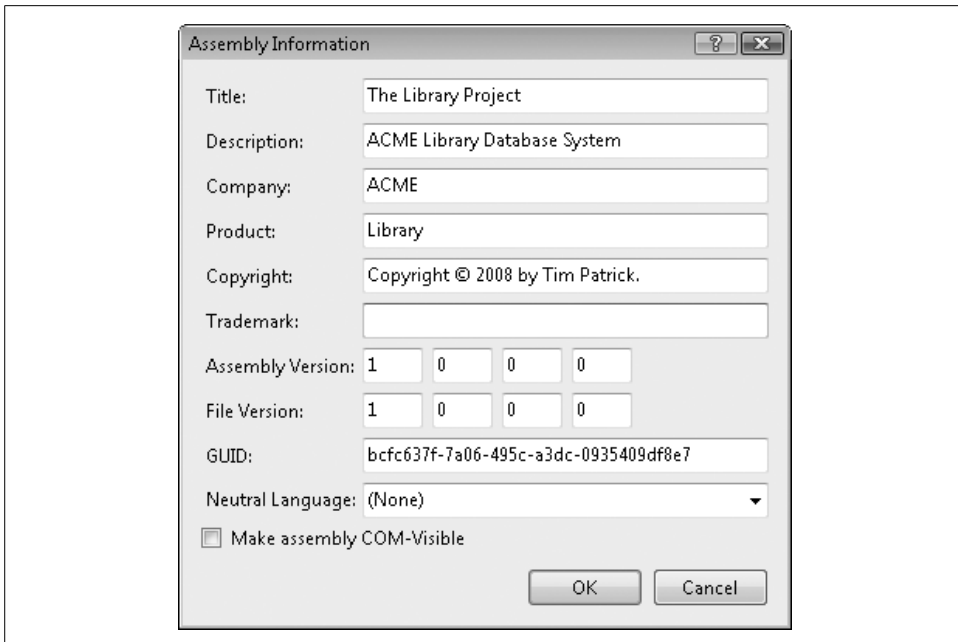 Assembly Information
Title: The Library Project
Description: ACME Library Database System
Company: ACME
Product: Library
Copyright: Copyright © 2008 by Tim Patrick.
Trademark:
Assembly Version: 1 0 0 0
File Version: 1 0 0 0
GUID: bcfc637f-7a06-495c-a3dc-0935409df8e7
Neutral Language: (None)
Make assembly COM-Visible
OK Cancel